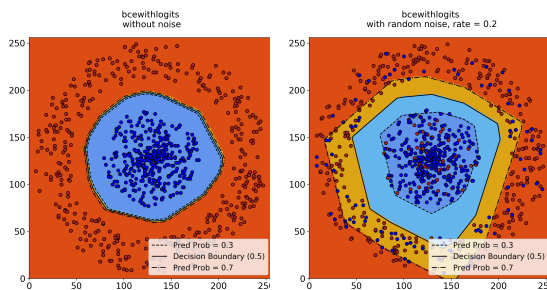 bcewithlogits
without noise
250
200
150
100
50
0
0
50
100
150
200
250
Pred Prob = 0.3
Decision Boundary (0.5)
Pred Prob = 0.7
bcewithlogits
with random noise, rate = 0.2
250
200
150
100
50
0
0
50
100
150
200
250
Pred Prob = 0.3
Decision Boundary (0.5)
Pred Prob = 0.7